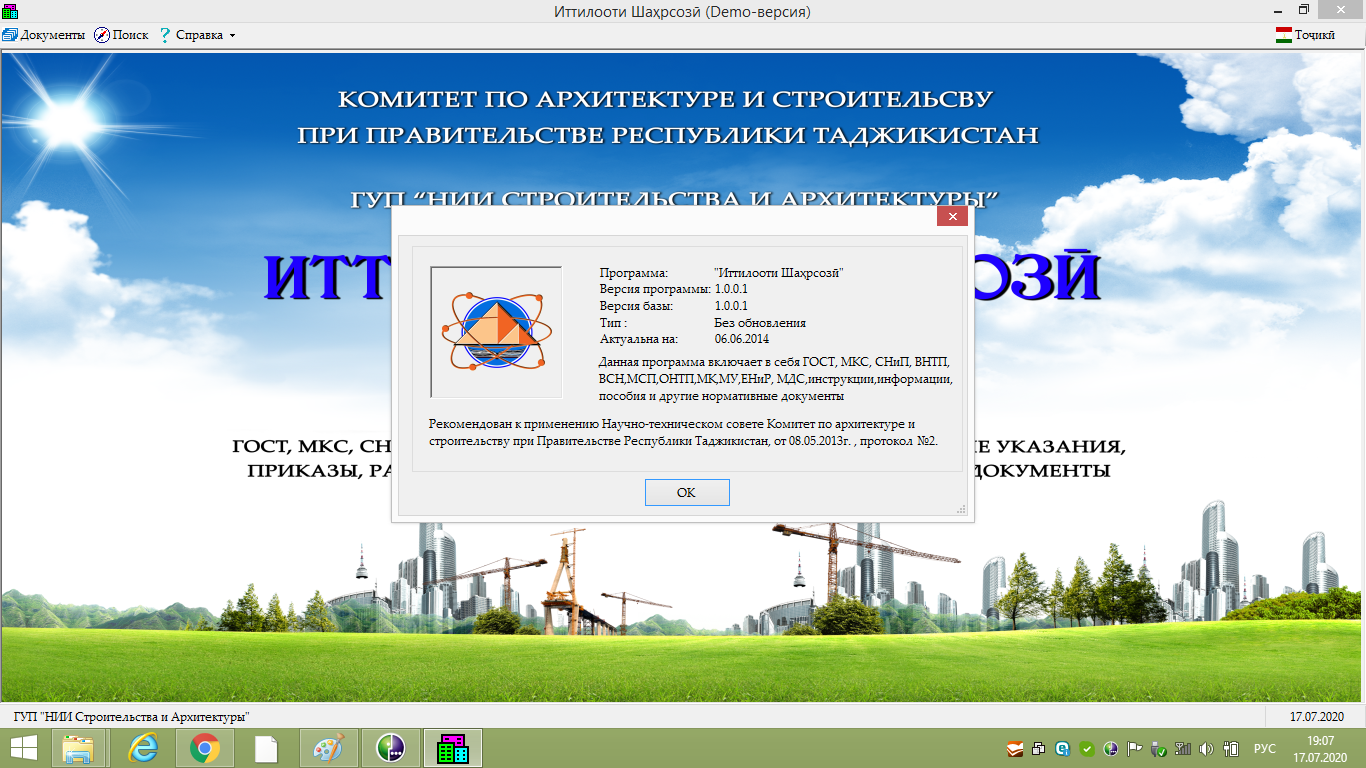 Иттилооти Шаҳрсозӣ (Demo-версия)
Документы Поиск ? Справка Тоҷикӣ
КОМИТЕТ ПО АРХИТЕКТУРЕ И СТРОИТЕЛЬСВУ
ПРИ ПРАВИТЕЛЬСТВЕ РЕСПУБЛИКИ ТАДЖИКИСТАН
ГУП “НИИ СТРОИТЕЛЬСТВА И АРХИТЕКТУРЫ”
ИТТ ОЗӢ
Программа: "Иттилооти Шаҳрсозӣ"
Версия программы: 1.0.0.1
Версия базы: 1.0.0.1
Тип : Без обновления
Актуальна на: 06.06.2014
Данная программа включает в себя ГОСТ, МКС, СНиП, ВНТП,
ВСН,МСП,ОНТП,МК,МУ,ЕНиР, МДС,инструкции,информации,
пособия и другие нормативные документы
Рекомендован к применению Научно-техническом совете Комитет по архитектуре и
строительству при Правительстве Республики Таджикистан, от 08.05.2013г. , протокол №2.
OK
ГОСТ, МКС, СН Е УКАЗАНИЯ,
ПРИКАЗЫ, РА ДОКУМЕНТЫ
ГУП "НИИ Строительства и Архитектуры" 17.07.2020
РУС 19:07
17.07.2020